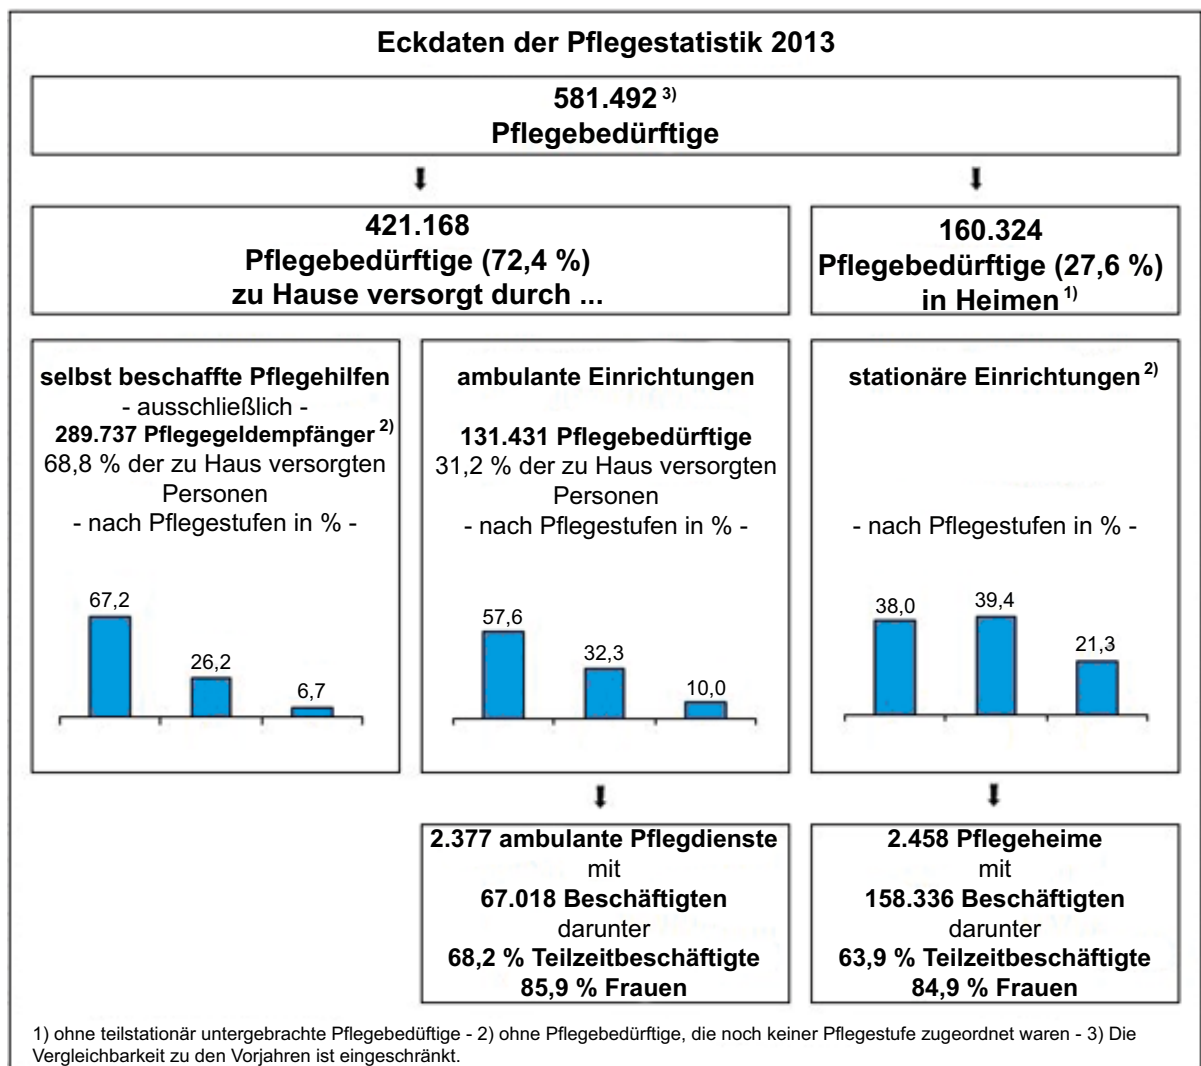 Eckdaten der Pflegestatistik 2013
581.492 3)
Pflegebedürftige
421.168
Pflegebedürftige (72,4 %)
zu Hause versorgt durch ...
160.324
Pflegebedürftige (27,6 %)
in Heimen 1)
selbst beschaffte Pflegehilfen
- ausschließlich -
289.737 Pflegegeldempfänger 2)
68,8 % der zu Haus versorgten
Personen
- nach Pflegestufen in % -
67,2
26,2
6,7
ambulante Einrichtungen
131.431 Pflegebedürftige
31,2 % der zu Haus versorgten
Personen
- nach Pflegestufen in % -
57,6
32,3
10,0
stationäre Einrichtungen 2)
- nach Pflegestufen in % -
38,0
39,4
21,3
2.377 ambulante Pflegdienste
mit
67.018 Beschäftigten
darunter
68,2 % Teilzeitbeschäftigte
85,9 % Frauen
2.458 Pflegeheime
mit
158.336 Beschäftigten
darunter
63,9 % Teilzeitbeschäftigte
84,9 % Frauen
1) ohne teilstationär untergebrachte Pflegebedüftige - 2) ohne Pflegebedürftige, die noch keiner Pflegestufe zugeordnet waren - 3) Die
Vergleichbarkeit zu den Vorjahren ist eingeschränkt.